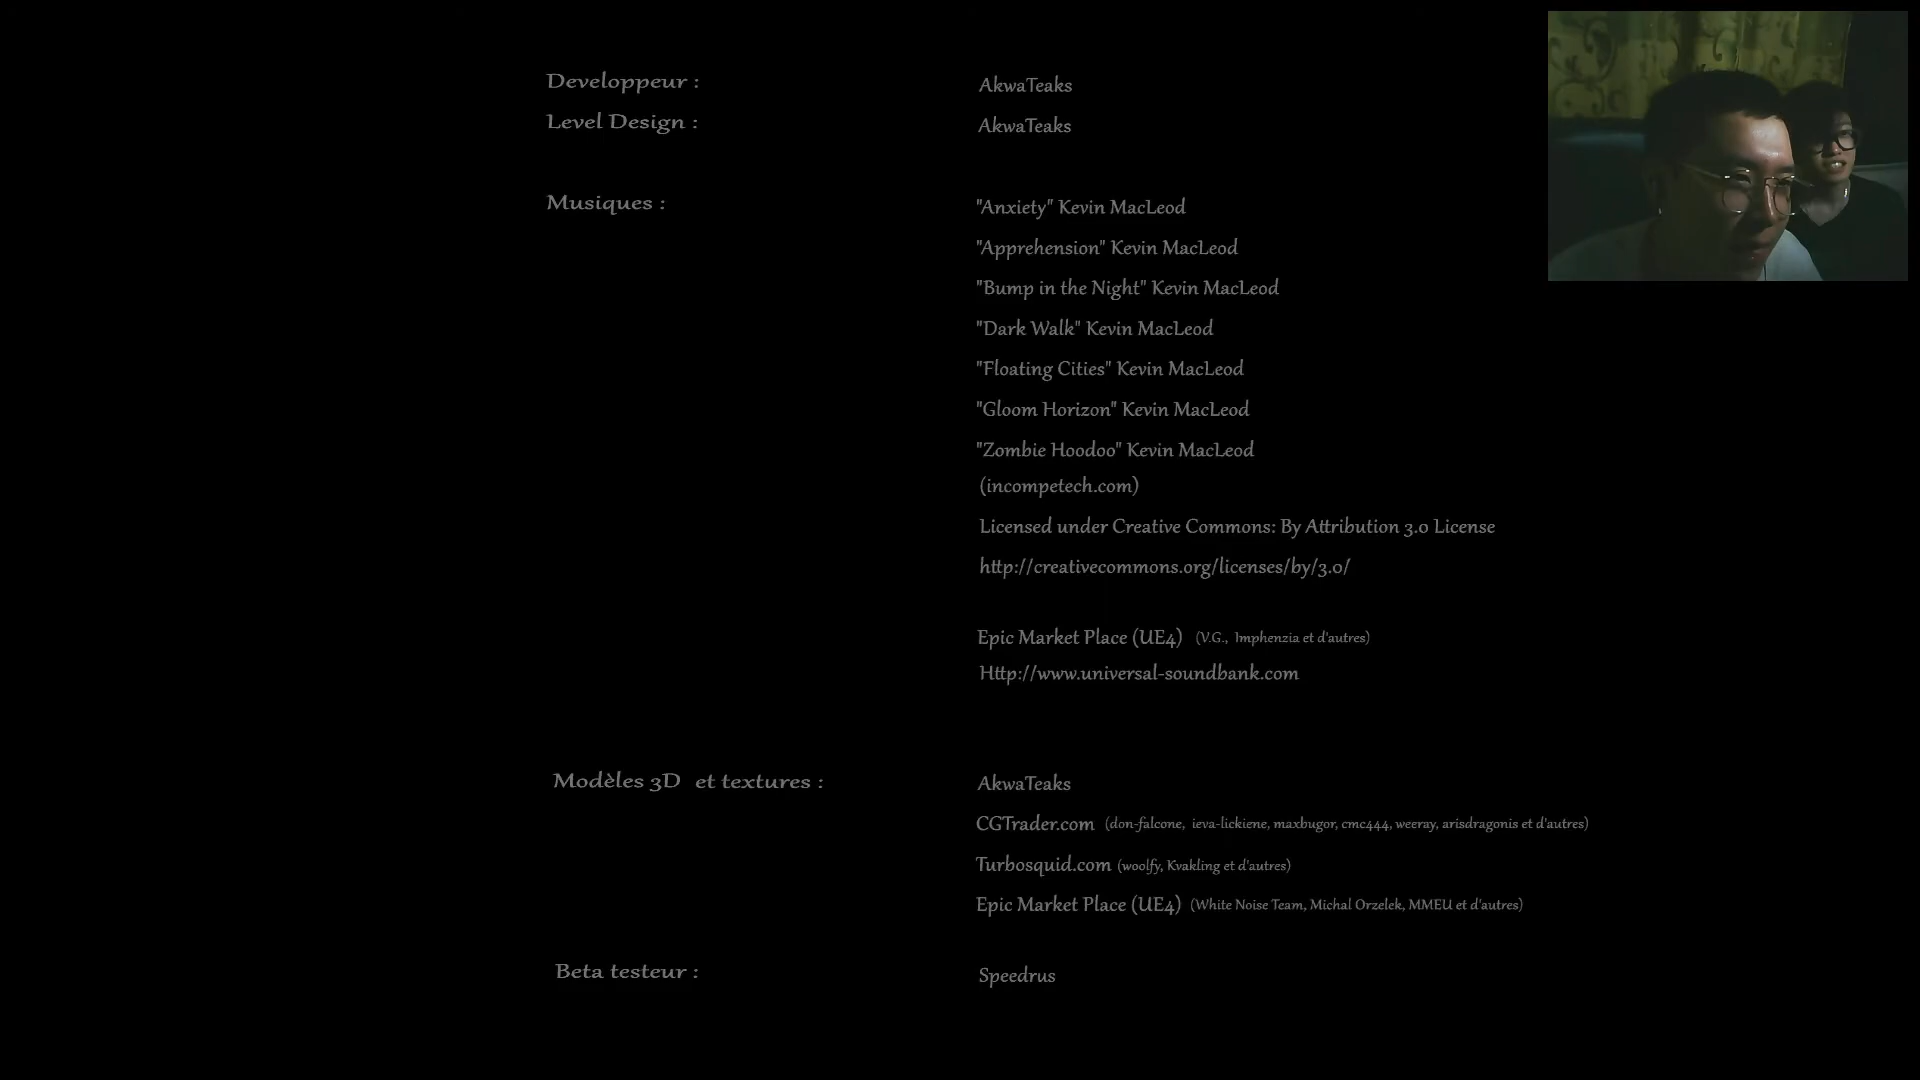 Developpeur : AkwaTeaks
Level Design : AkwaTeaks
Musiques : "Anxiety" Kevin MacLeod
"Apprehension" Kevin MacLeod
"Bump in the Night" Kevin MacLeod
"Dark Walk" Kevin MacLeod
"Floating Cities" Kevin MacLeod
"Gloom Horizon" Kevin MacLeod
"Zombie Hoodoo" Kevin MacLeod
(incompetech.com)
Licensed under Creative Commons: By Attribution 3.0 License
http://creativecommons.org/licenses/by/3.0/
Epic Market Place (UE4) (V.G., Imphenzia et d'autres)
Http://www.universal-soundbank.com
Modèles 3D et textures : AkwaTeaks
CGTrader.com (don-falcone, ieva-lickiene, maxbugor, cmc444, weeray, arisdragonis et d'autres)
Turbosquid.com (woolfy, Kvakling et d'autres)
Epic Market Place (UE4) (White Noise Team, Michal Orzelek, MMEU et d'autres)
Beta testeur : Speedrus